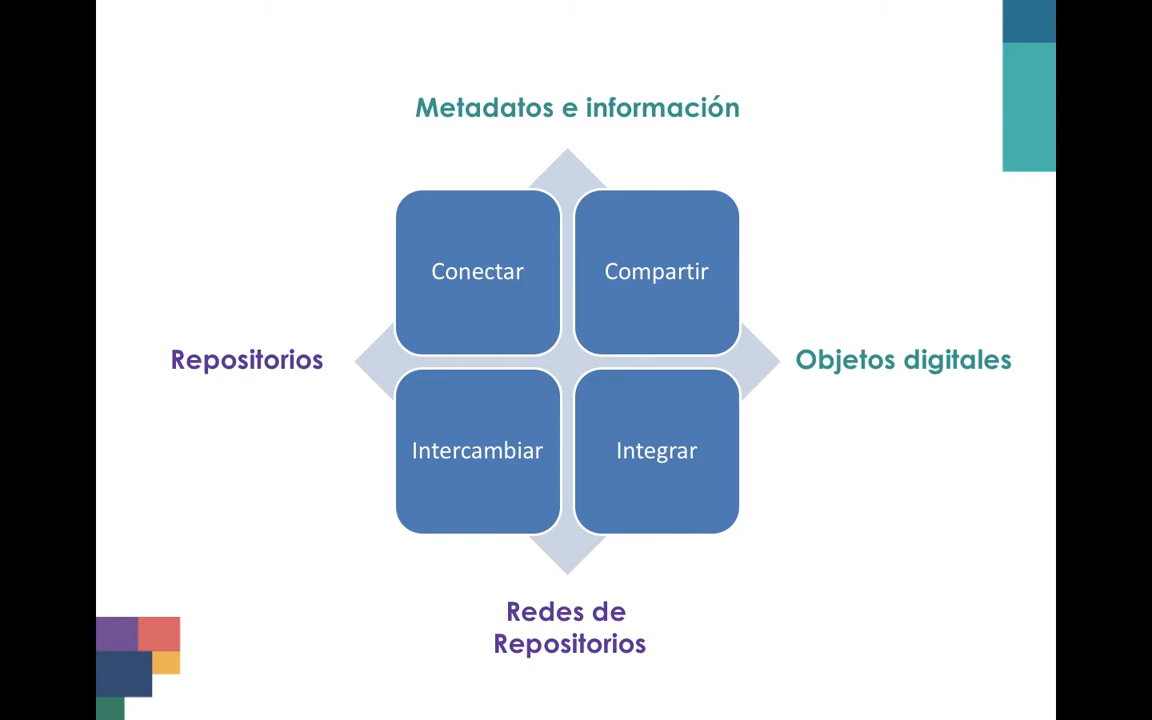 Metadatos e información
Conectar
Compartir
Repositorios
Objetos digitales
Intercambiar
Integrar
Redes de
Repositorios